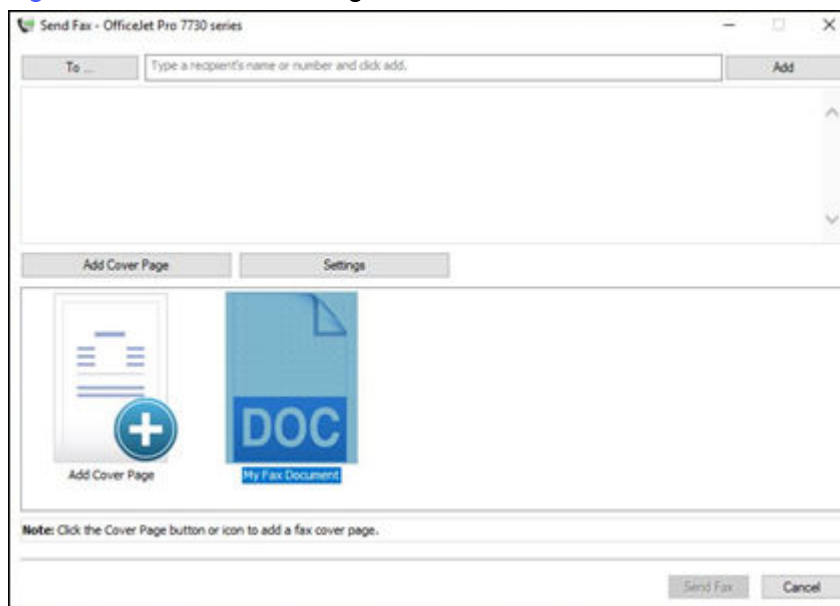 Send Fax - OfficeJet Pro 7730 series
To ...
Type a recipient's name or number and click add.
Add
Add Cover Page
Settings
DOC
Add Cover Page
My Fax Document
Note: Click the Cover Page button or icon to add a fax cover page.
Send Fax
Cancel